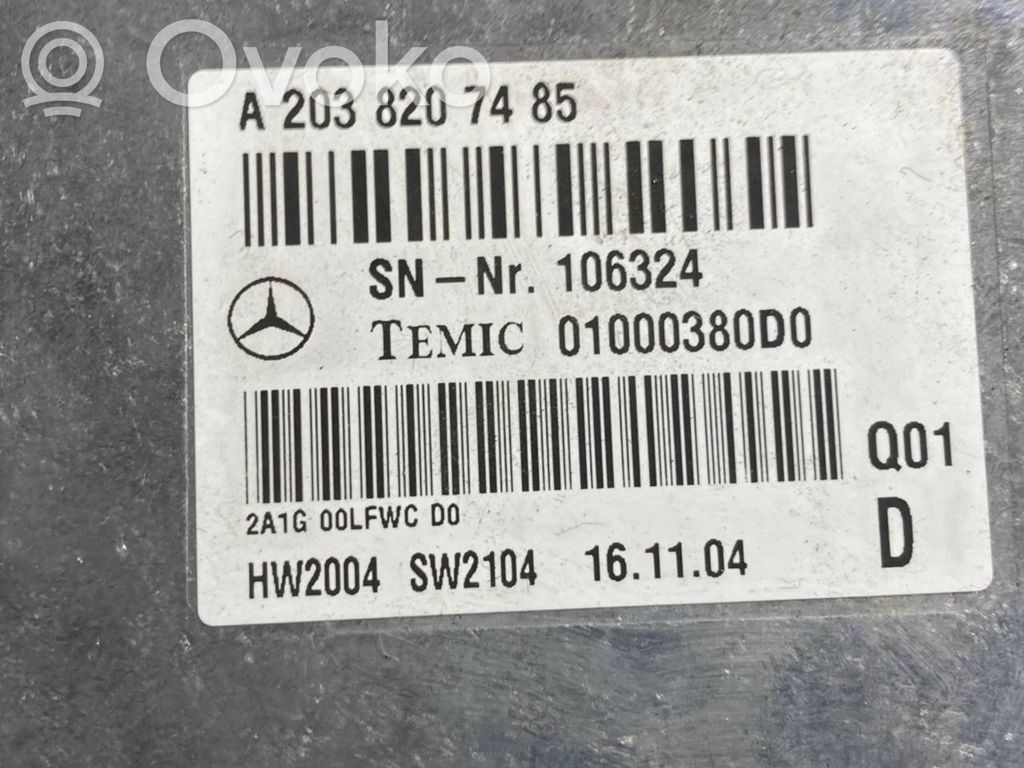 Ovoko
A 203 820 74 85
SN-Nr. 106324
TEMIC 01000380D0
Q01
2A1G 00LFWC D0
D
HW2004 SW2104 16.11.04